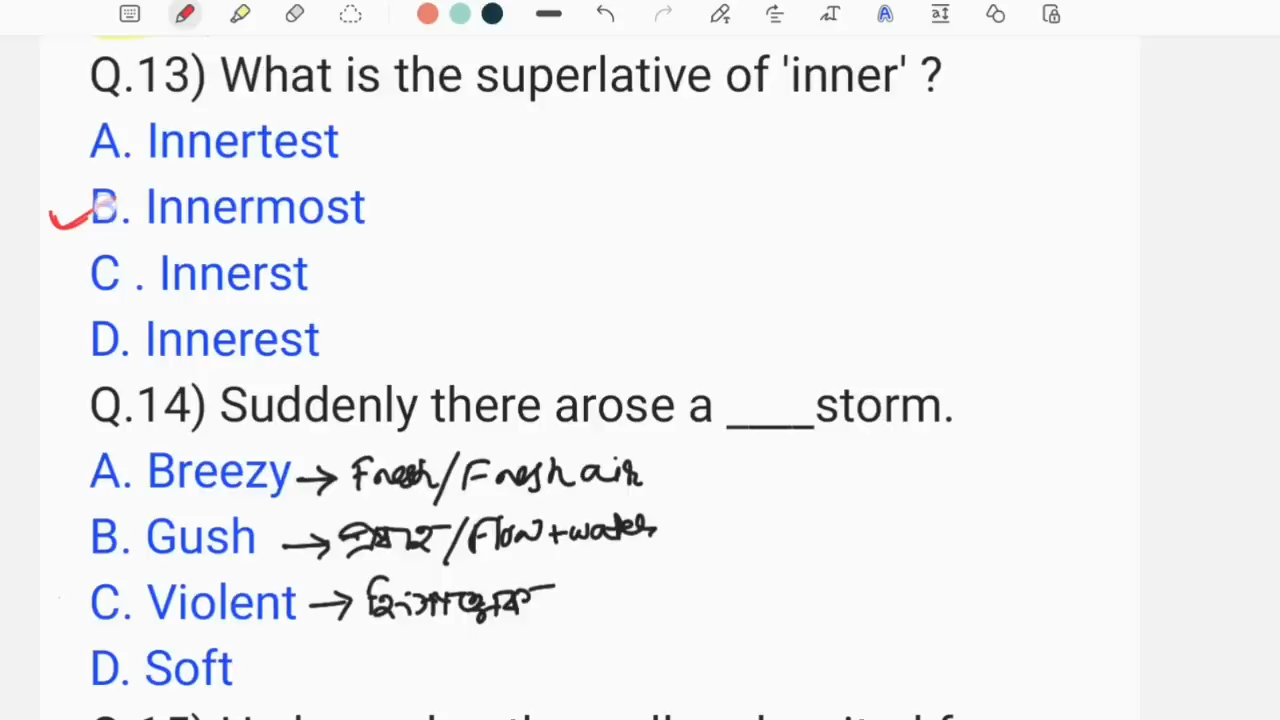 Q.13) What is the superlative of 'inner' ?
A. Innertest
B. Innermost
C . Innerst
D. Innerest
Q.14) Suddenly there arose a ____storm.
A. Breezy → Fresh/Fresh air
B. Gush → /Flow+water
C. Violent → হিংসাত্মক
D. Soft